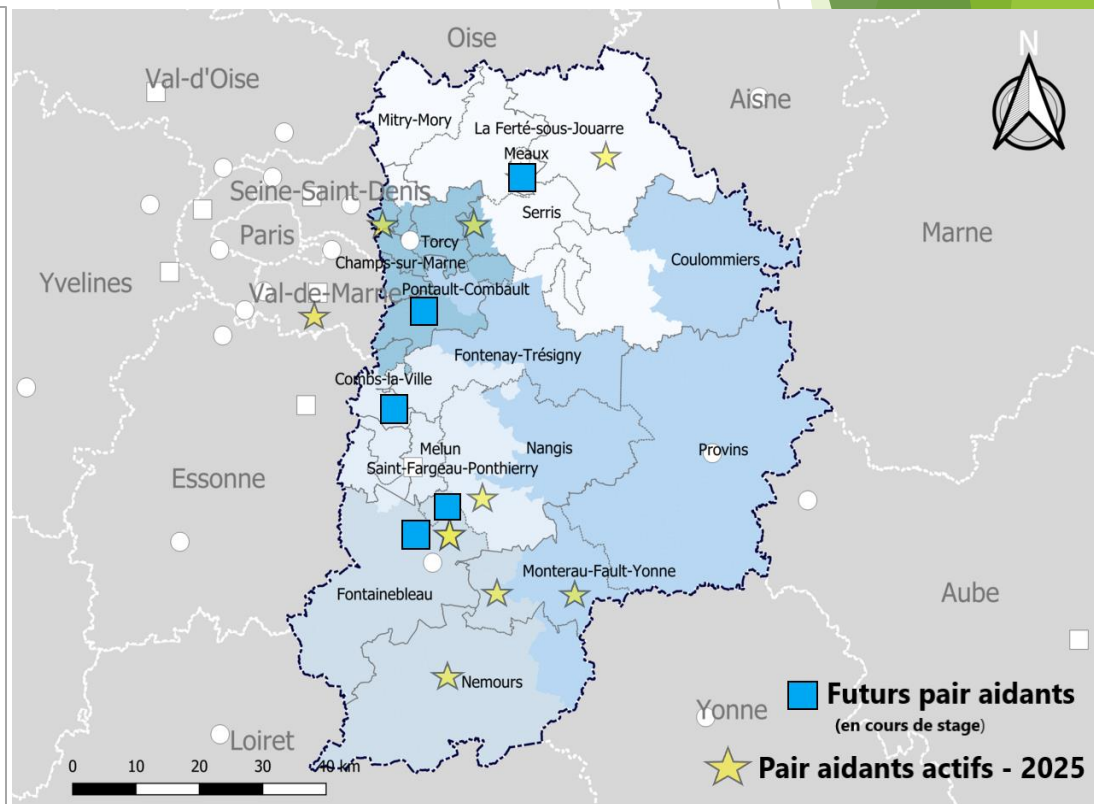 Oise
Val-d'Oise
Aisne
N
Mitry-Mory
La Ferté-sous-Jouarre
Meaux
Seine-Saint-Denis
Serris
Paris
Torcy
Marne
Champs-sur-Marne
Coulommiers
Yvelines
Val-de-Marne
Pontault-Combault
Fontenay-Trésigny
Combs-la-Ville
Melun
Nangis
Provins
Saint-Fargeau-Ponthierry
Essonne
Monterau-Fault-Yonne
Fontainebleau
Aube
Nemours
Futurs pair aidants
(en cours de stage)
Yonne
Loiret
Pair aidants actifs - 2025
0 10 20 30 40 km